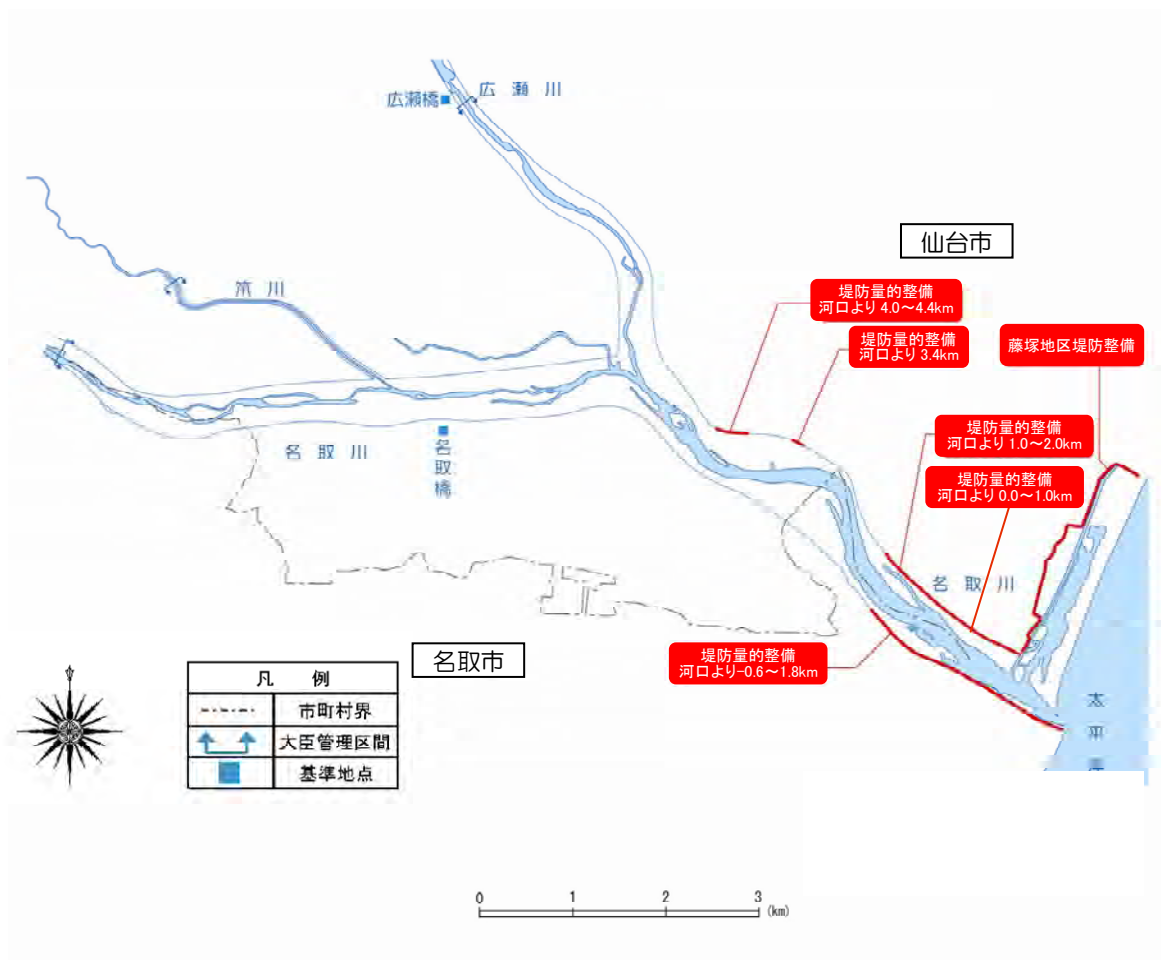 広瀬川
広瀬橋
仙台市
笊川
堤防量的整備
河口より 4.0～4.4km
堤防量的整備
河口より 3.4km
藤塚地区堤防整備
堤防量的整備
河口より 1.0～2.0km
名取川
名取橋
堤防量的整備
河口より 0.0～1.0km
名取川
堤防量的整備
河口より-0.6～1.8km
名取市
太平
凡例
市町村界
大臣管理区間
基準地点
0 1 2 3 (km)